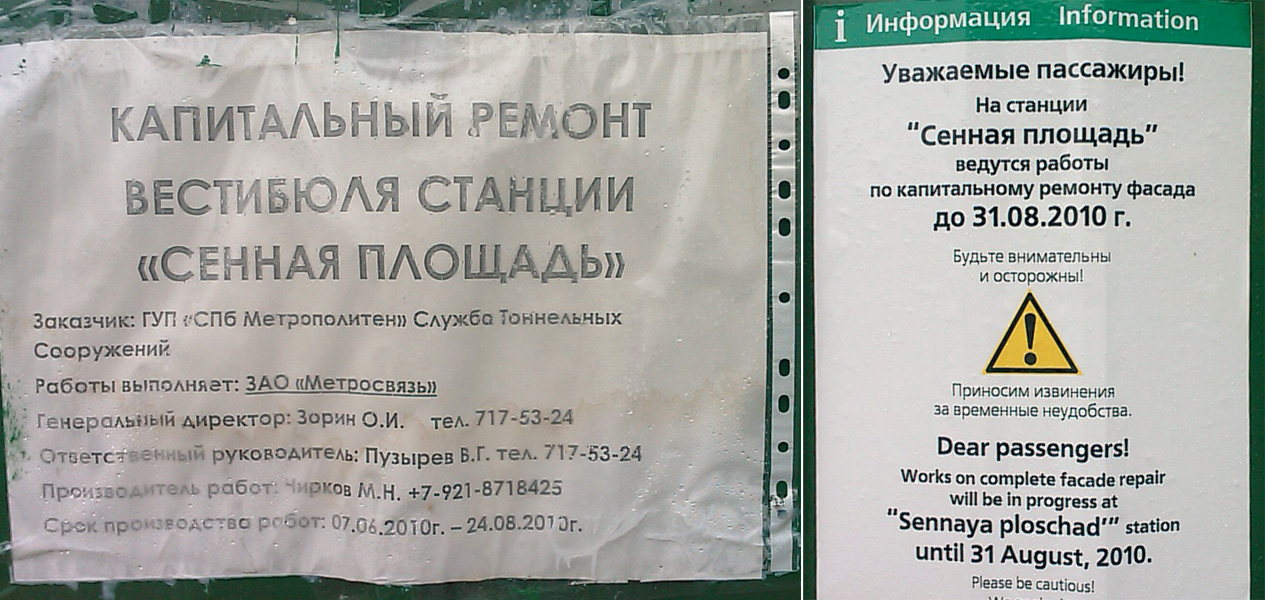 КАПИТАЛЬНЫЙ РЕМОНТ
ВЕСТИБЮЛЯ СТАНЦИИ
«СЕННАЯ ПЛОЩАДЬ»
Заказчик: ГУП «СПб Метрополитен» Служба Тоннельных
Сооружений
Работы выполняет: ЗАО «Метросвязь»
Генеральный директор: Зорин О.И. тел. 717-53-24
Ответственный руководитель: Пузырев В.Г. тел. 717-53-24
Производитель работ: Чирков М.Н. +7-921-8718425
Срок производства работ: 07.06.2010г. – 24.08.2010г.
i Информация Information
Уважаемые пассажиры!
На станции
"Сенная площадь"
ведутся работы
по капитальному ремонту фасада
до 31.08.2010 г.
Будьте внимательны
и осторожны!
!
Приносим извинения
за временные неудобства.
Dear passengers!
Works on complete facade repair
will be in progress at
"Sennaya ploschad'" station
until 31 August, 2010.
Please be cautious!